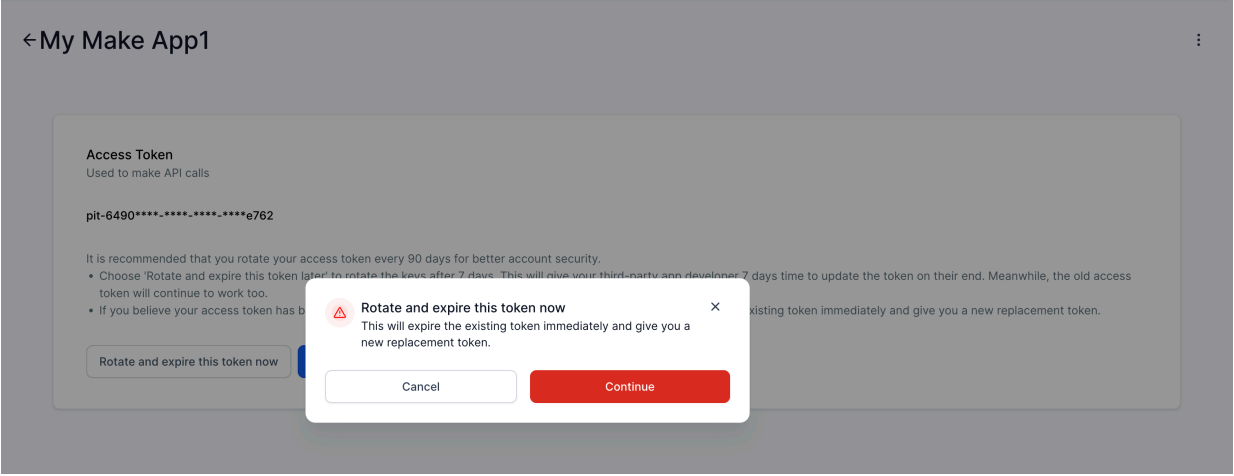 My Make App1
Access Token
Used to make API calls
pit-6490****-****-****-****e762
It is recommended that you rotate your access token every 90 days for better account security.
• Choose 'Rotate and expire this token later' to rotate the keys after 7 days. This will give your third-party app developer 7 days time to update the token on their end. Meanwhile, the old access
token will continue to work too.
• If you believe your access token has b
xisting token immediately and give you a new replacement token.
Rotate and expire this token now
Rotate and expire this token now
This will expire the existing token immediately and give you a
new replacement token.
Cancel
Continue